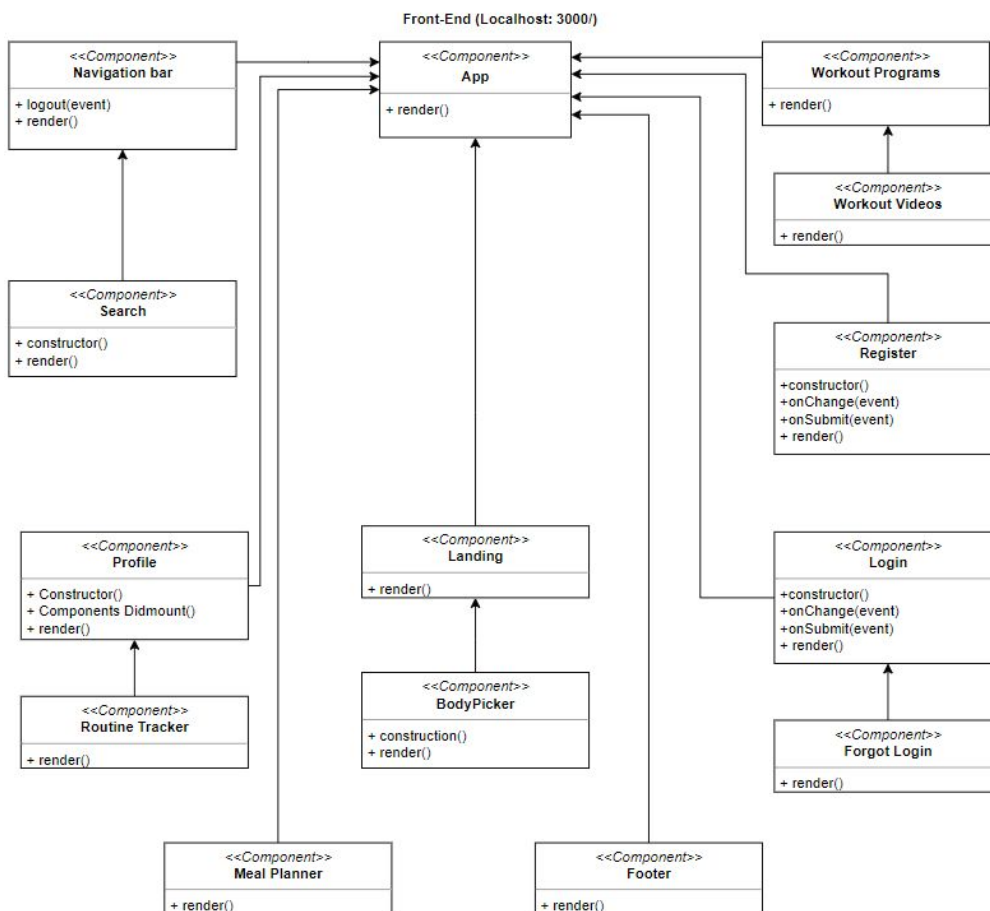 Front-End (Localhost: 3000/)
<<Component>>
Navigation bar
+ logout(event)
+ render()
<<Component>>
App
+ render()
<<Component>>
Workout Programs
+ render()
<<Component>>
Workout Videos
+ render()
<<Component>>
Search
+ constructor()
+ render()
<<Component>>
Register
+constructor()
+onChange(event)
+onSubmit(event)
+ render()
<<Component>>
Profile
+ Constructor()
+ Components Didmount()
+ render()
<<Component>>
Landing
+ render()
<<Component>>
Login
+constructor()
+onChange(event)
+onSubmit(event)
+ render()
<<Component>>
Routine Tracker
+ render()
<<Component>>
BodyPicker
+ construction()
+ render()
<<Component>>
Forgot Login
+ render()
<<Component>>
Meal Planner
+ render()
<<Component>>
Footer
+ render()